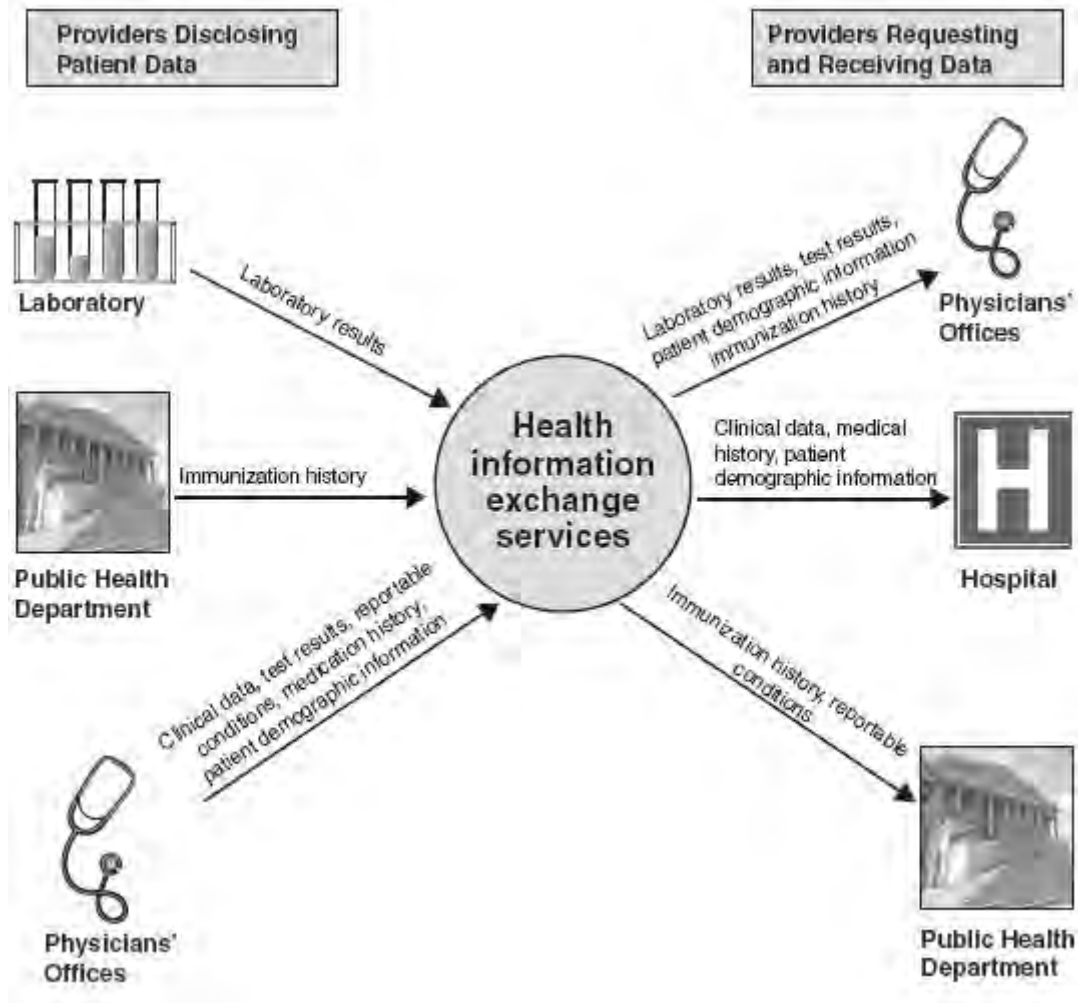 Providers Disclosing
Patient Data
Providers Requesting
and Receiving Data
Laboratory
Laboratory results
Laboratory results, test results,
patient demographic information
immunization history
Physicians'
Offices
Public Health
Department
Immunization history
Health
information
exchange
services
Clinical data, medical
history, patient
demographic information
H
Hospital
Clinical data, test results, reportable
conditions, medication history,
patient demographic information
Immunization history, reportable
conditions
Physicians'
Offices
Public Health
Department